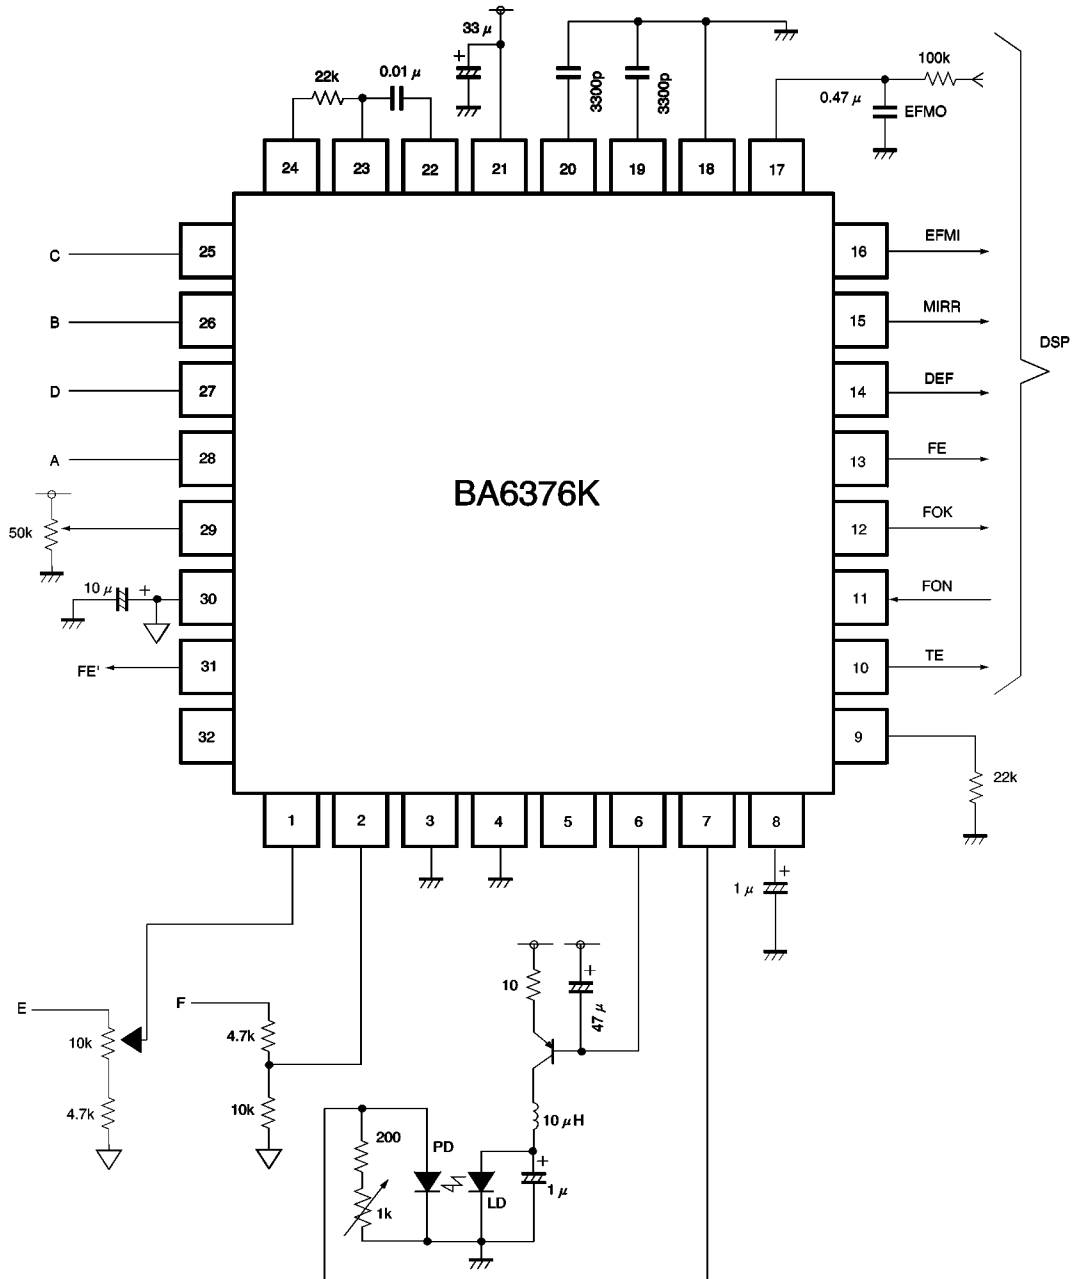 33 μ
22k
0.01 μ
3300p
3300p
100k
0.47 μ
EFMO
24
23
22
21
20
19
18
17
C
25
16
EFMI
B
26
15
MIRR
DSP
D
27
14
DEF
A
28
13
FE
BA6376K
50k
29
12
FOK
10 μ
+
30
11
FON
FE'
31
10
TE
32
9
22k
1
2
3
4
5
6
7
8
1 μ
+
E
F
10
+
47 μ
10k
4.7k
4.7k
10k
10 μH
200
PD
+
1 μ
1k
LD
+